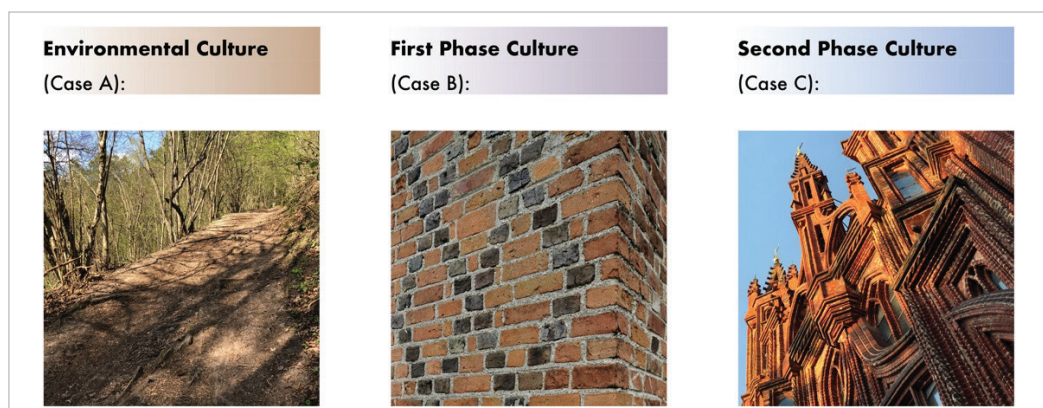 Environmental Culture
(Case A):
First Phase Culture
(Case B):
Second Phase Culture
(Case C):